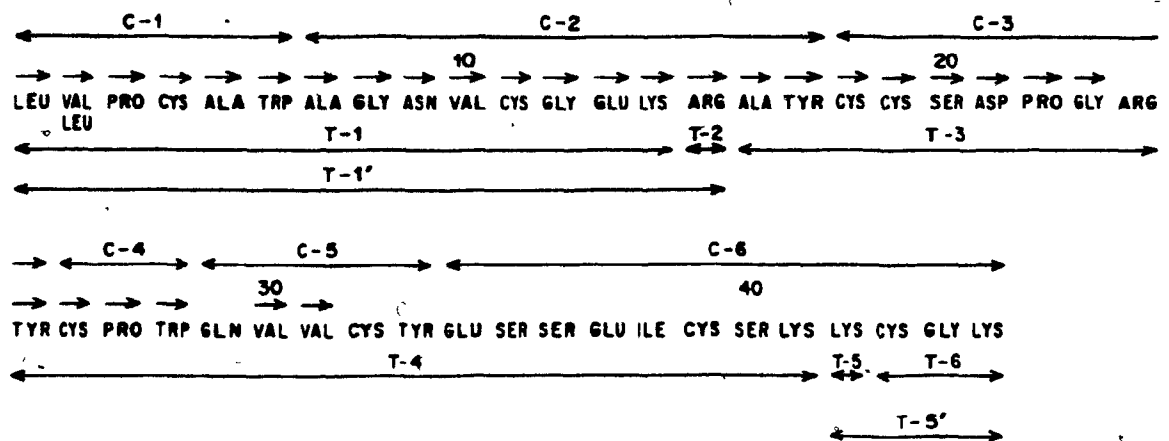 C-1 C-2 C-3
10 20
LEU VAL PRO CYS ALA TRP ALA GLY ASN VAL CYS GLY GLU LYS ARG ALA TYR CYS CYS SER ASP PRO GLY ARG
LEU
T-1 T-2 T-3
T-1'
C-4 C-5 C-6
30 40
TYR CYS PRO TRP GLN VAL VAL CYS TYR GLU SER SER GLU ILE CYS SER LYS LYS CYS GLY LYS
T-4 T-5 T-6
T-5'